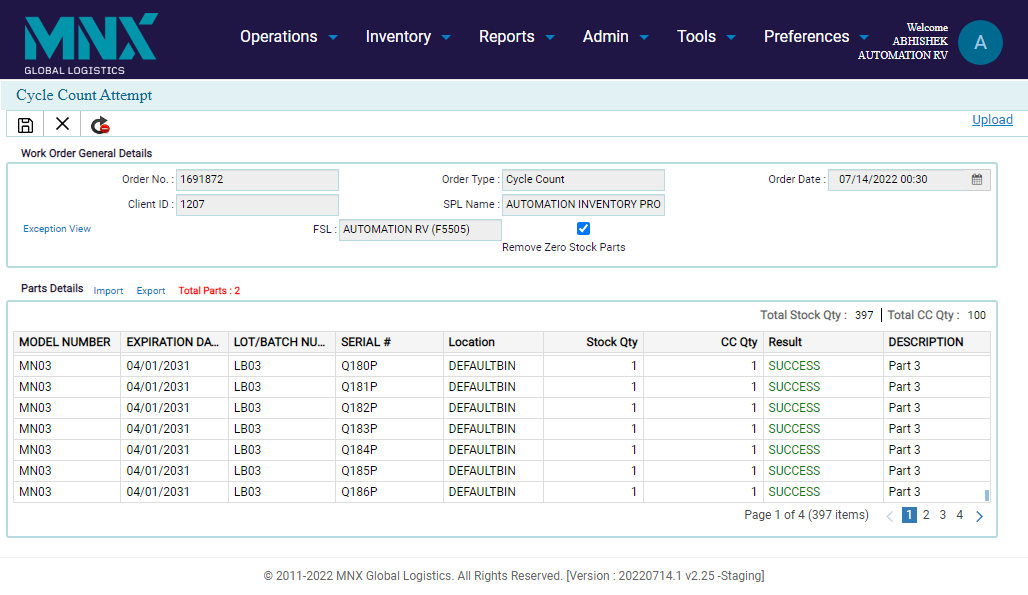 MNX
GLOBAL LOGISTICS
Operations Inventory Reports Admin Tools Preferences
Welcome
ABHISHEK
AUTOMATION RV
A
Cycle Count Attempt
Upload
Work Order General Details
Order No. : 1691872 Order Type : Cycle Count Order Date : 07/14/2022 00:30
Client ID : 1207 SPL Name : AUTOMATION INVENTORY PRO
Exception View FSL : AUTOMATION RV (F5505)
Remove Zero Stock Parts
Parts Details Import Export Total Parts : 2
Total Stock Qty : 397 Total CC Qty : 100
MODEL NUMBER EXPIRATION DA... LOT/BATCH NU... SERIAL # Location Stock Qty CC Qty Result DESCRIPTION
MN03 04/01/2031 LB03 Q180P DEFAULTBIN 1 1 SUCCESS Part 3
MN03 04/01/2031 LB03 Q181P DEFAULTBIN 1 1 SUCCESS Part 3
MN03 04/01/2031 LB03 Q182P DEFAULTBIN 1 1 SUCCESS Part 3
MN03 04/01/2031 LB03 Q183P DEFAULTBIN 1 1 SUCCESS Part 3
MN03 04/01/2031 LB03 Q184P DEFAULTBIN 1 1 SUCCESS Part 3
MN03 04/01/2031 LB03 Q185P DEFAULTBIN 1 1 SUCCESS Part 3
MN03 04/01/2031 LB03 Q186P DEFAULTBIN 1 1 SUCCESS Part 3
Page 1 of 4 (397 items) 1 2 3 4
© 2011-2022 MNX Global Logistics. All Rights Reserved. [Version : 20220714.1 v2.25 -Staging]